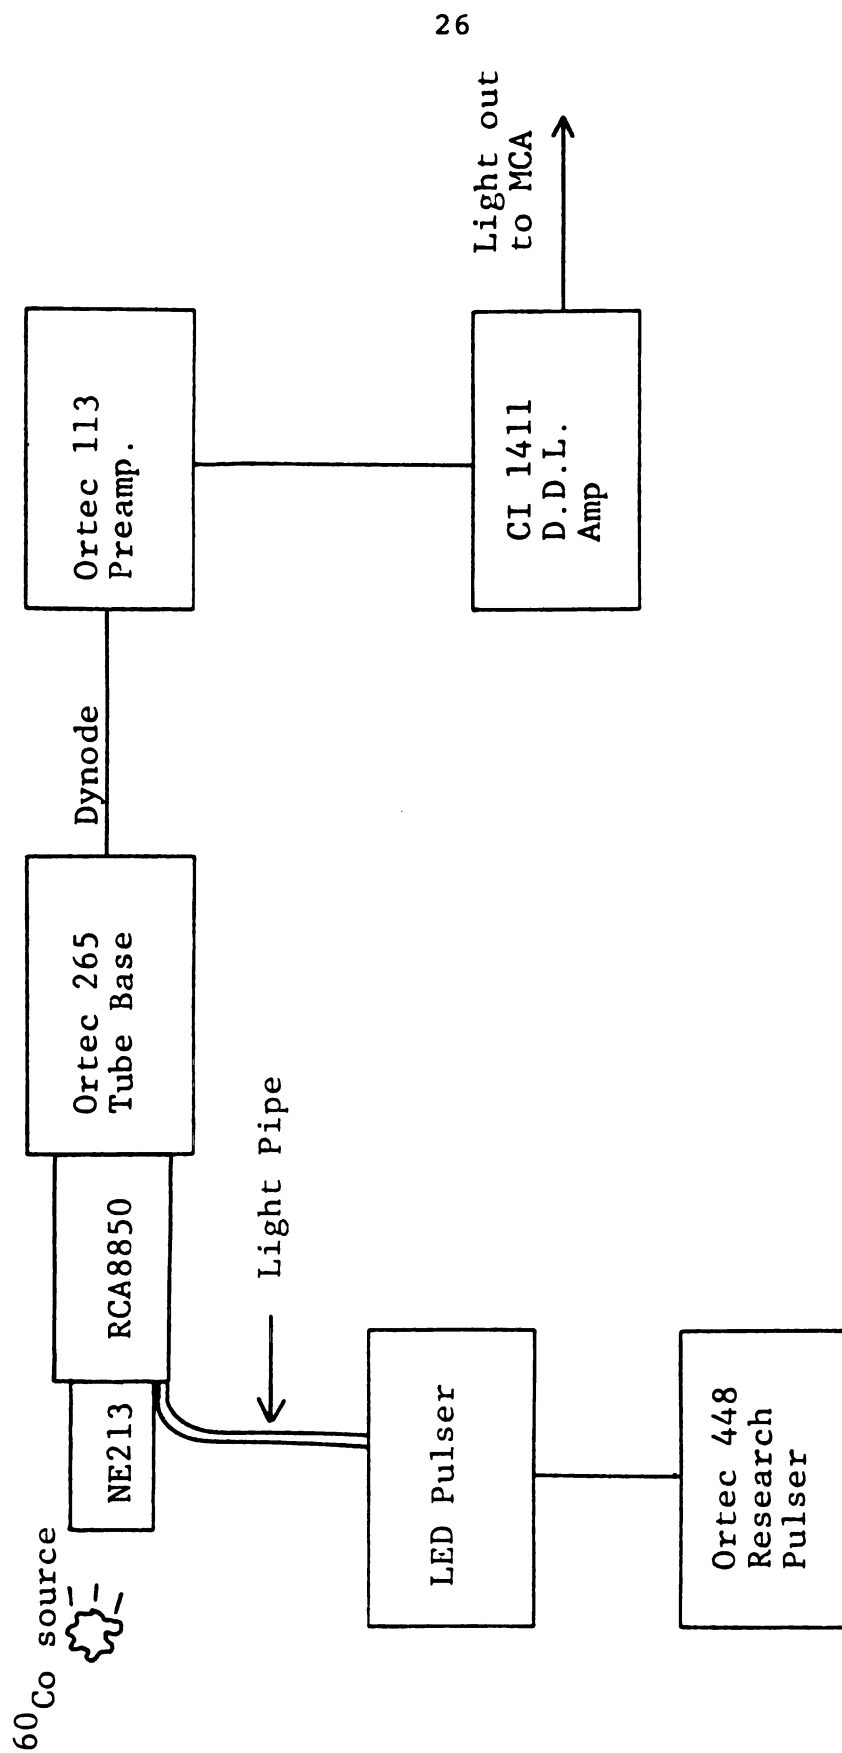 26
⁶⁰Co source
NE213
RCA8850
Ortec 265
Tube Base
Dynode
Ortec 113
Preamp.
Light Pipe
LED Pulser
Ortec 448
Research
Pulser
CI 1411
D.D.L.
Amp
Light out
to MCA